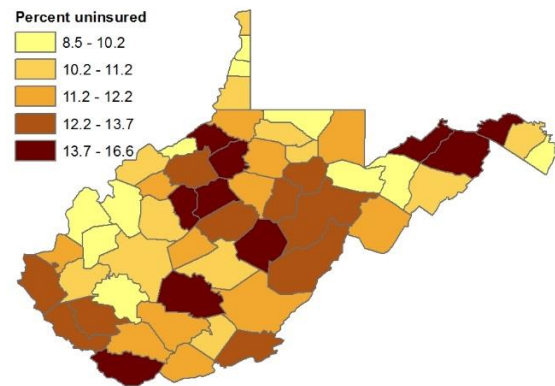 Percent uninsured
8.5 - 10.2
10.2 - 11.2
11.2 - 12.2
12.2 - 13.7
13.7 - 16.6